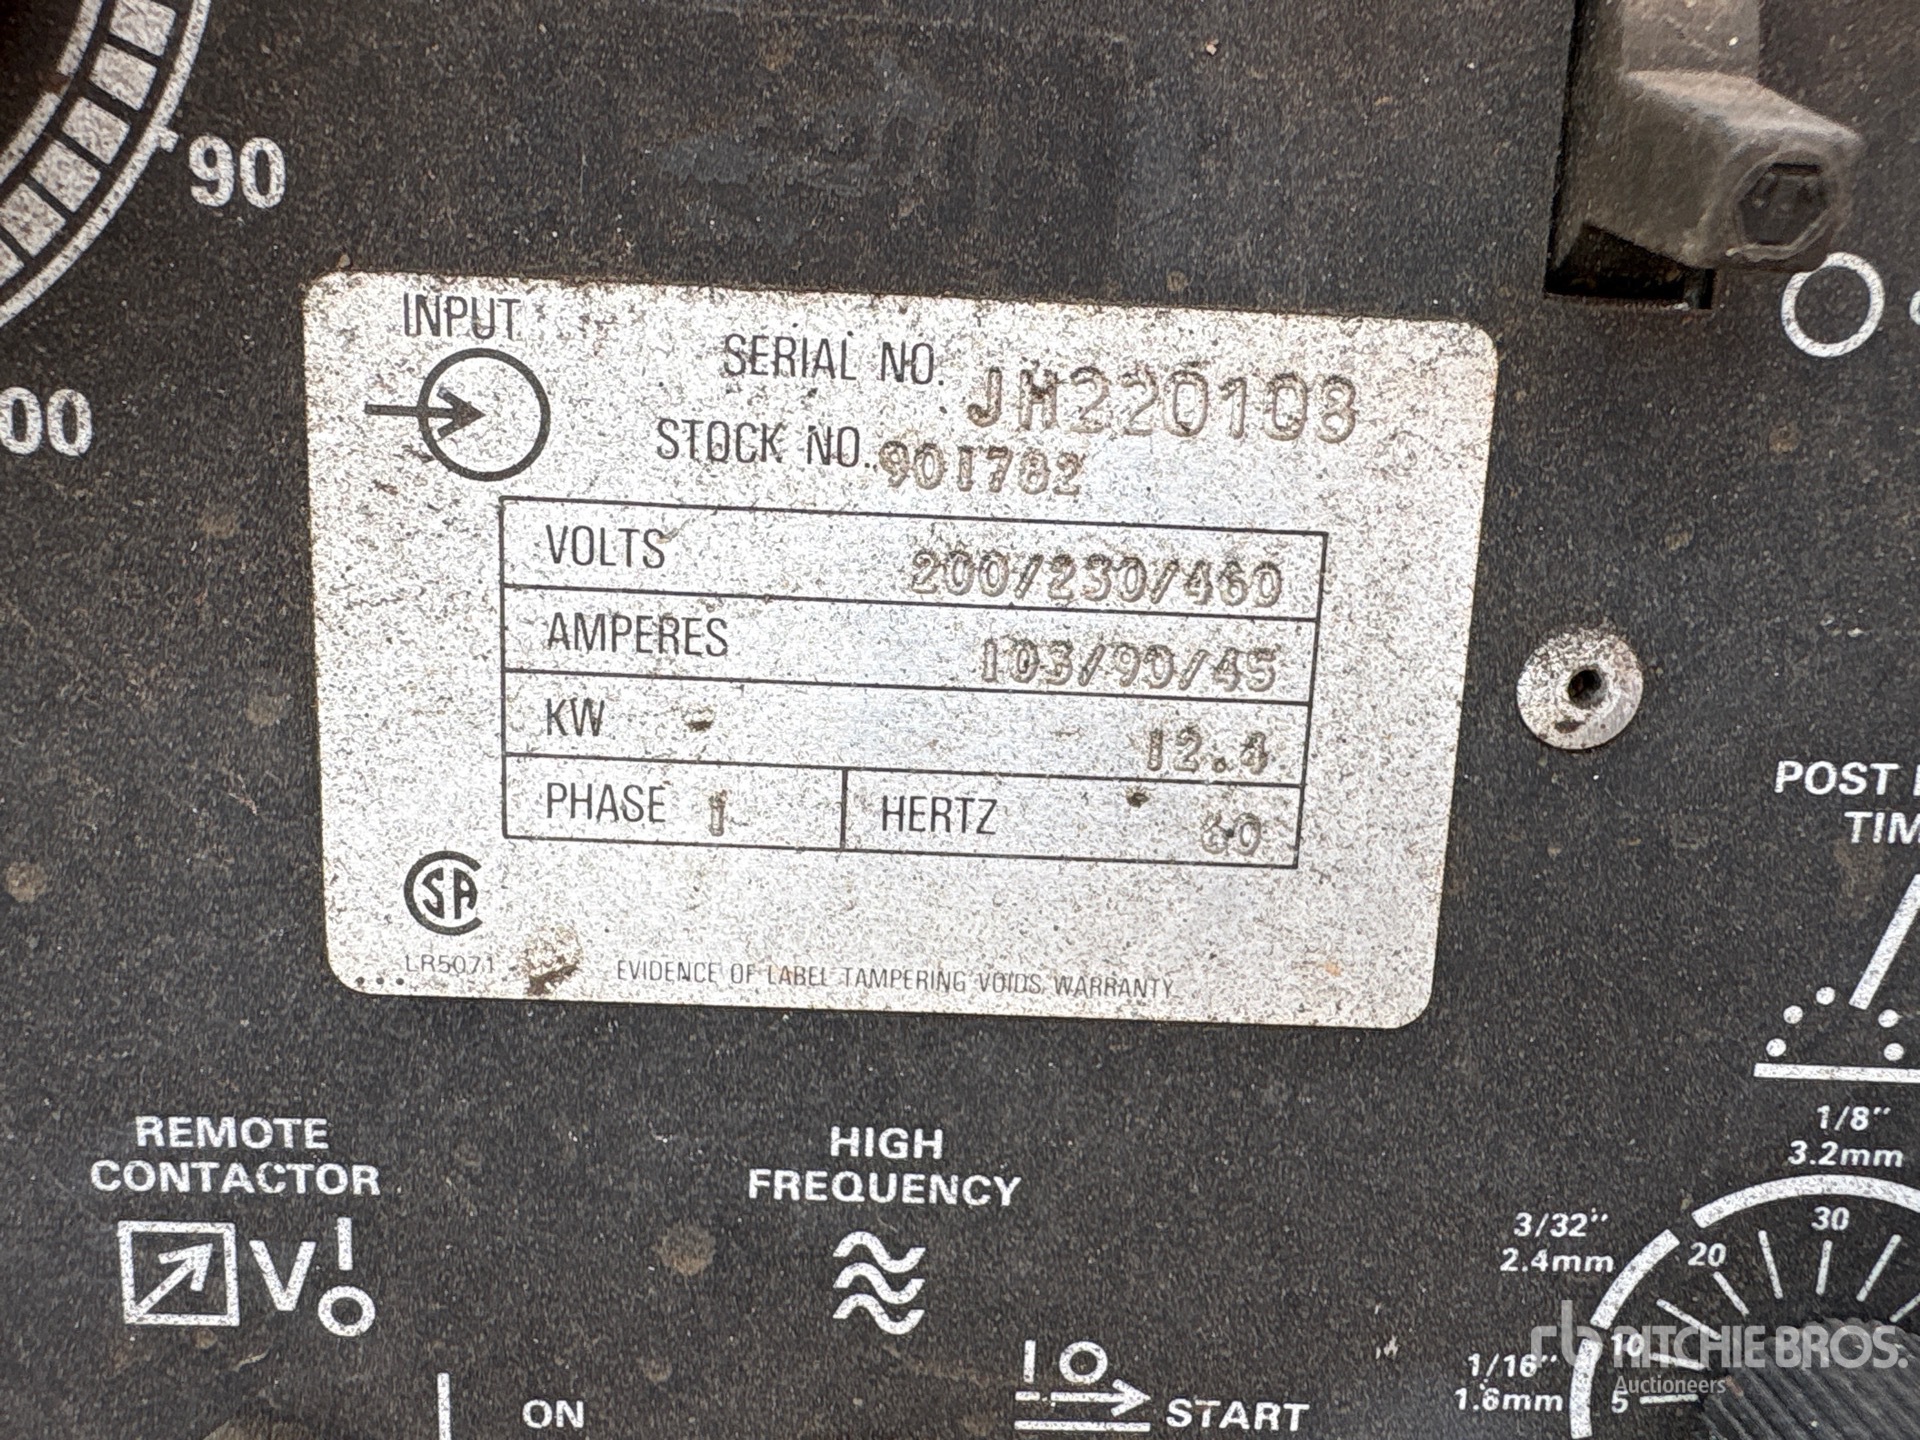 90
00
INPUT
SERIAL NO. JH220108
STOCK NO. 901782
VOLTS 200/230/460
AMPERES 103/90/45
KW 12.4
PHASE 1 HERTZ 60
CSA
LR5071
EVIDENCE OF LABEL TAMPERING VOIDS WARRANTY
POST
TIM
REMOTE
CONTACTOR
V
HIGH
FREQUENCY
ON
START
1/8"
3.2mm
3/32"
2.4mm
1/16"
1.6mm
30
20
10
5
rb RITCHIE BROS.
Auctioneers